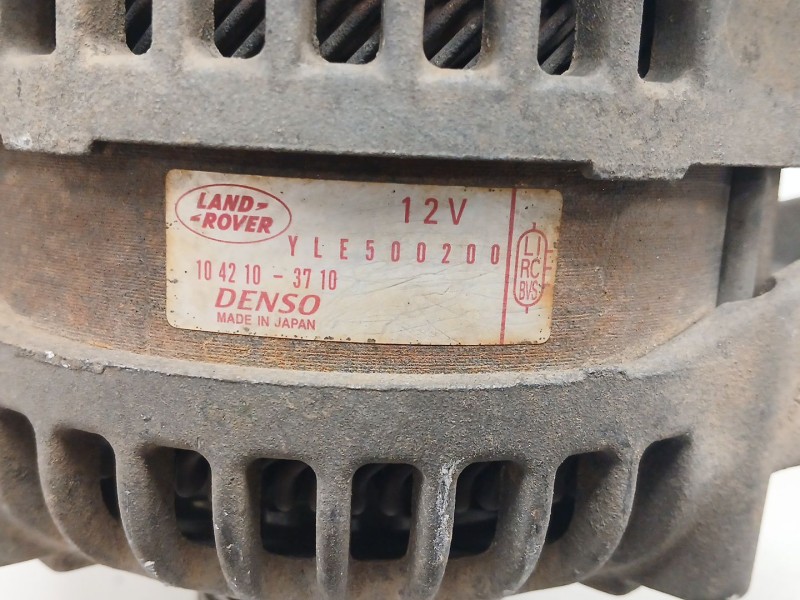 LAND-
-ROVER
12V
YLE500200
104210-3710
DENSO
MADE IN JAPAN
LI
RC
BVS